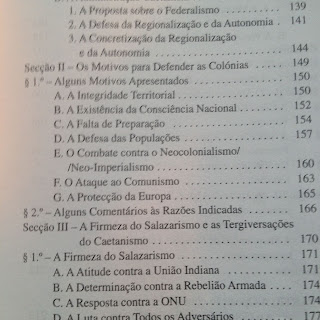 1. A Proposta sobre o Federalismo ........ 139
2. A Defesa da Regionalização e da Autonomia . 141
3. A Concretização da Regionalização
e da Autonomia ........ 144
Secção II – Os Motivos para Defender as Colónias ...... 149
§ 1.º – Alguns Motivos Apresentados ........ 150
A. A Integridade Territorial ........ 150
B. A Existência da Consciência Nacional ........ 152
C. A Falta de Preparação ........ 154
D. A Defesa das Populações ........ 157
E. O Combate contra o Neocolonialismo/
/Neo-Imperialismo ........ 160
F. O Ataque ao Comunismo ........ 163
G. A Protecção da Europa ........ 165
§ 2.º – Alguns Comentários às Razões Indicadas ........ 166
Secção III – A Firmeza do Salazarismo e as Tergiversações
do Caetanismo ........ 170
§ 1.º – A Firmeza do Salazarismo ........ 171
A. A Atitude contra a União Indiana ........ 171
B. A Determinação contra a Rebelião Armada ... 174
C. A Resposta contra a ONU ........ 174
D. A Luta contra Todos os Adversários ........ 177